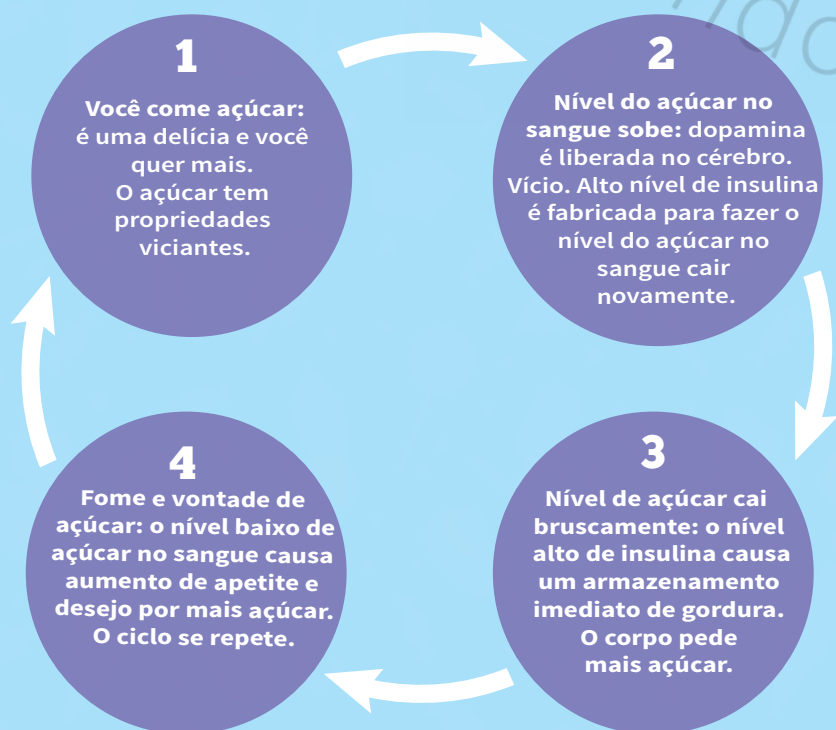 1
Você come açúcar:
é uma delícia e você
quer mais.
O açúcar tem
propriedades
viciantes.
2
Nível do açúcar no
sangue sobe: dopamina
é liberada no cérebro.
Vício. Alto nível de insulina
é fabricada para fazer o
nível do açúcar no
sangue cair
novamente.
3
Nível de açúcar cai
bruscamente: o nível
alto de insulina causa
um armazenamento
imediato de gordura.
O corpo pede
mais açúcar.
4
Fome e vontade de
açúcar: o nível baixo de
açúcar no sangue causa
aumento de apetite e
desejo por mais açúcar.
O ciclo se repete.